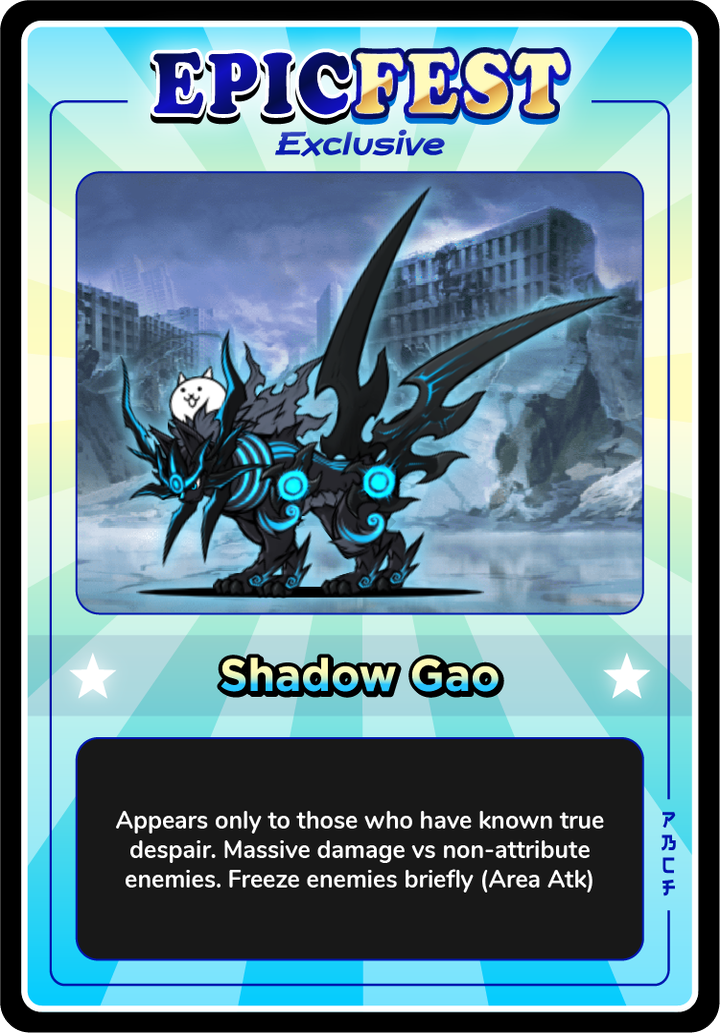 EPICFEST
Exclusive
Shadow Gao
Appears only to those who have known true
despair. Massive damage vs non-attribute
enemies. Freeze enemies briefly (Area Atk)
ア
乃
匚
チ